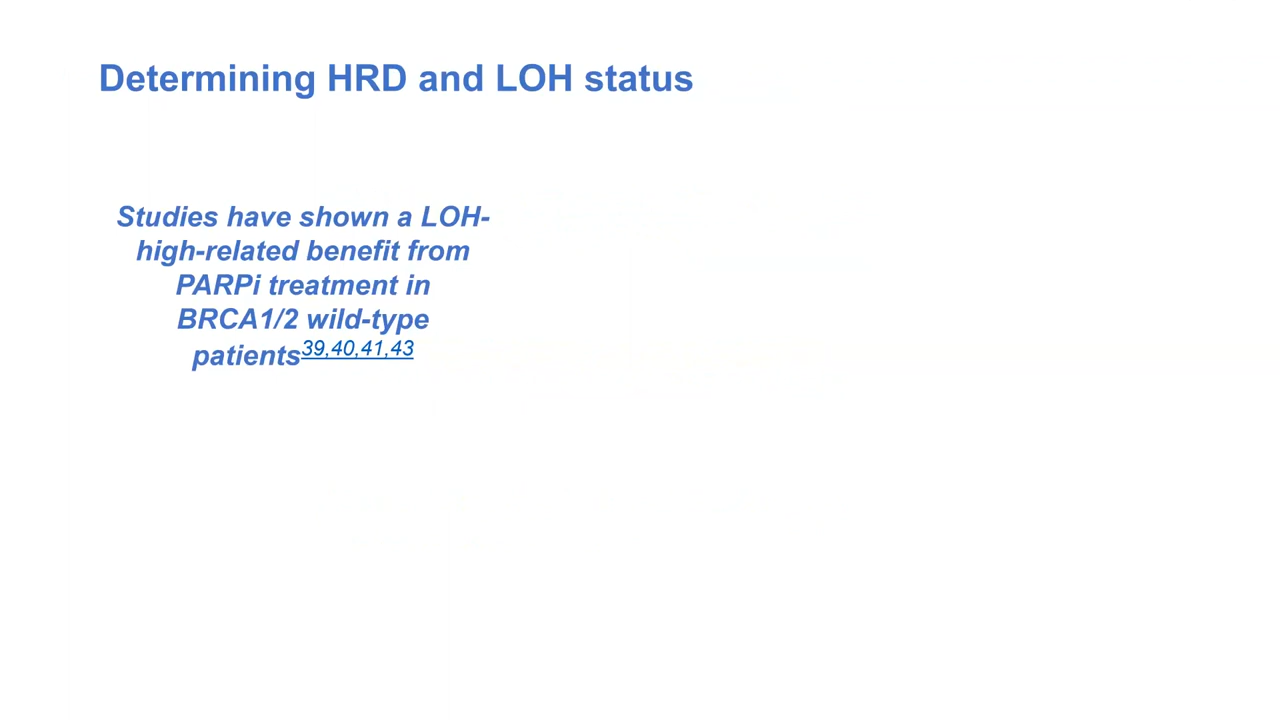 Determining HRD and LOH status
Studies have shown a LOH-
high-related benefit from
PARPi treatment in
BRCA1/2 wild-type
patients39,40,41,43